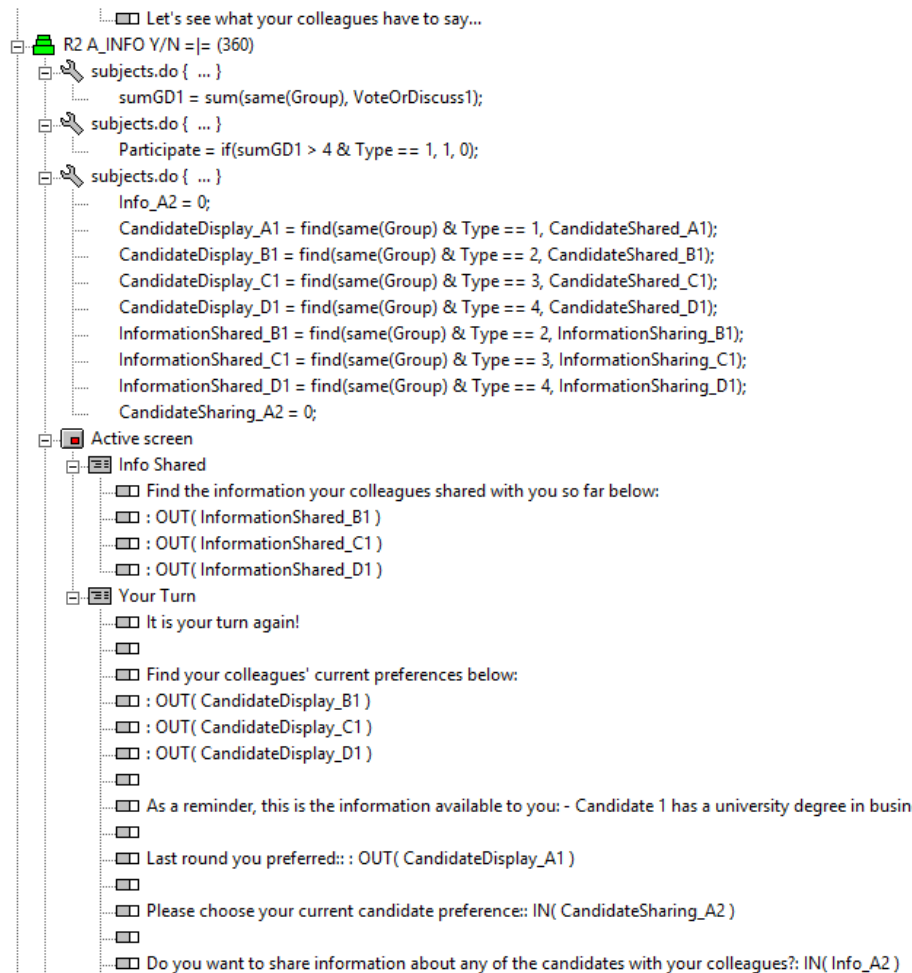 Let's see what your colleagues have to say...
R2 A_INFO Y/N =|= (360)
subjects.do { ... }
sumGD1 = sum(same(Group), VoteOrDiscuss1);
subjects.do { ... }
Participate = if(sumGD1 > 4 & Type == 1, 1, 0);
subjects.do { ... }
Info_A2 = 0;
CandidateDisplay_A1 = find(same(Group) & Type == 1, CandidateShared_A1);
CandidateDisplay_B1 = find(same(Group) & Type == 2, CandidateShared_B1);
CandidateDisplay_C1 = find(same(Group) & Type == 3, CandidateShared_C1);
CandidateDisplay_D1 = find(same(Group) & Type == 4, CandidateShared_D1);
InformationShared_B1 = find(same(Group) & Type == 2, InformationSharing_B1);
InformationShared_C1 = find(same(Group) & Type == 3, InformationSharing_C1);
InformationShared_D1 = find(same(Group) & Type == 4, InformationSharing_D1);
CandidateSharing_A2 = 0;
Active screen
Info Shared
Find the information your colleagues shared with you so far below:
: OUT( InformationShared_B1 )
: OUT( InformationShared_C1 )
: OUT( InformationShared_D1 )
Your Turn
It is your turn again!
Find your colleagues' current preferences below:
: OUT( CandidateDisplay_B1 )
: OUT( CandidateDisplay_C1 )
: OUT( CandidateDisplay_D1 )
As a reminder, this is the information available to you: - Candidate 1 has a university degree in busin
Last round you preferred:: : OUT( CandidateDisplay_A1 )
Please choose your current candidate preference:: IN( CandidateSharing_A2 )
Do you want to share information about any of the candidates with your colleagues?: IN( Info_A2 )